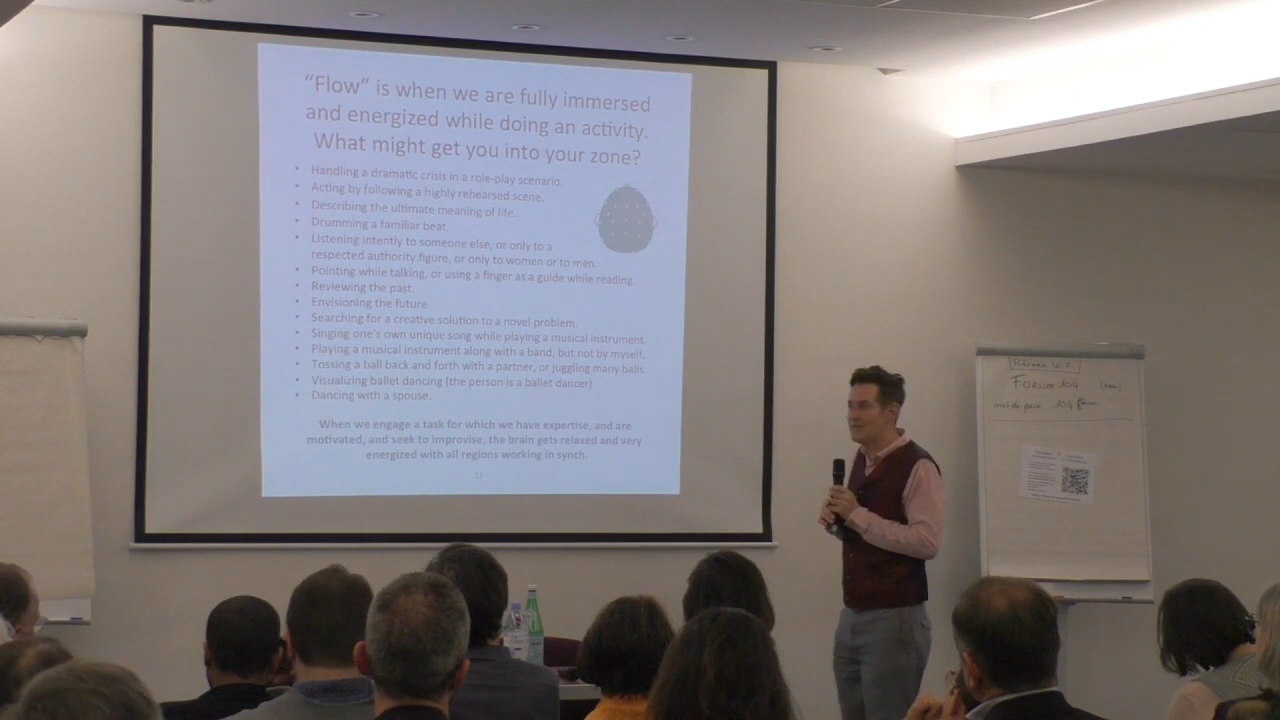 “Flow” is when we are fully immersed
and energized while doing an activity.
What might get you into your zone?
• Handling a dramatic crisis in a role-play scenario.
• Acting by following a highly rehearsed scene.
• Describing the ultimate meaning of life.
• Drumming a familiar beat.
• Listening intently to someone else, or only to a
respected authority figure, or only to women or to men.
• Pointing while talking, or using a finger as a guide while reading.
• Reviewing the past.
• Envisioning the future.
• Searching for a creative solution to a novel problem.
• Singing one's own unique song while playing a musical instrument.
• Playing a musical instrument along with a band, but not by myself.
• Tossing a ball back and forth with a partner, or juggling many balls.
• Visualizing ballet dancing (the person is a ballet dancer)
• Dancing with a spouse.
When we engage a task for which we have expertise, and are
motivated, and seek to improvise, the brain gets relaxed and very
energized with all regions working in synch.
13
Réseau W.F.
FORUM 104
mot de passe 104